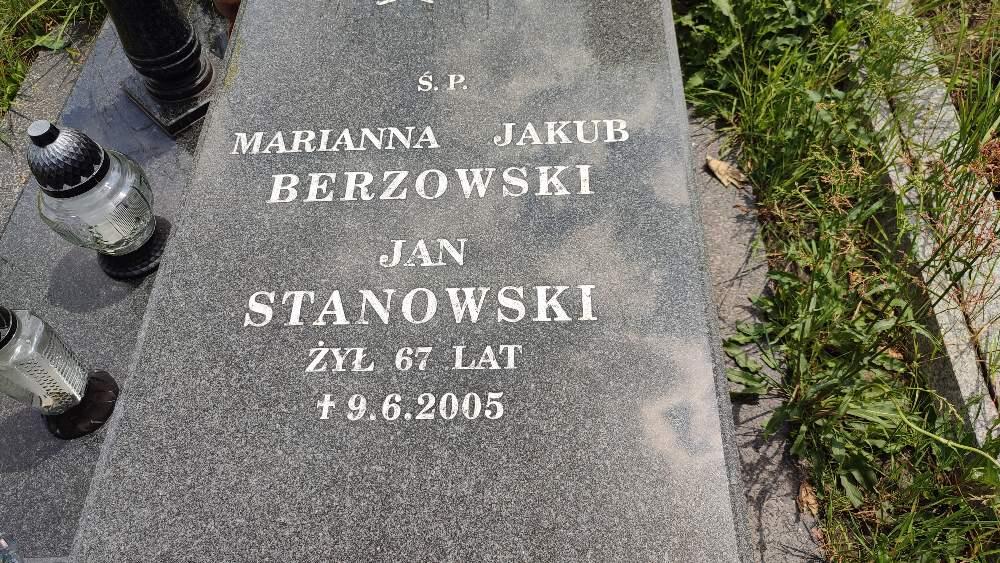 Ś. P.
MARIANNA JAKUB
BERZOWSKI
JAN
STANOWSKI
ŻYŁ 67 LAT
✝ 9.6.2005